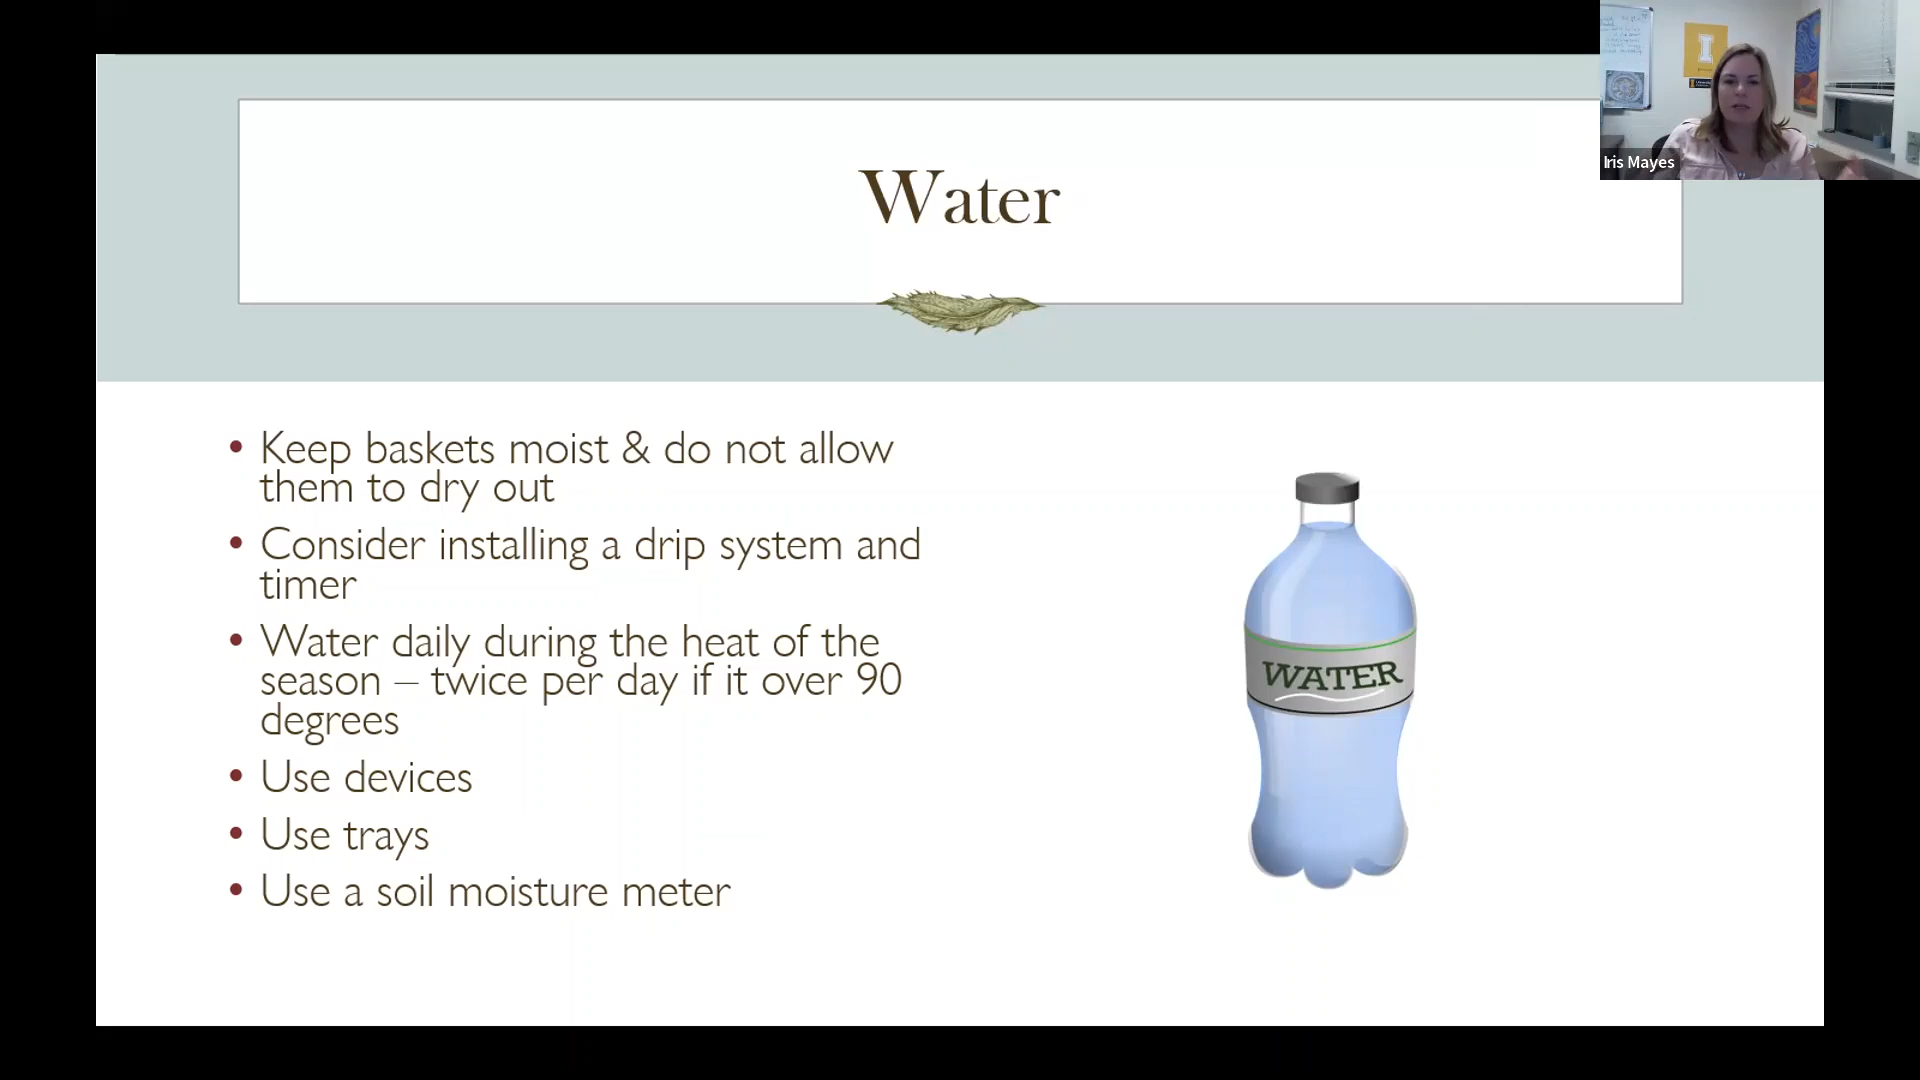 Water
Iris Mayes
• Keep baskets moist & do not allow
them to dry out
• Consider installing a drip system and
timer
• Water daily during the heat of the
season – twice per day if it over 90
degrees
• Use devices
• Use trays
• Use a soil moisture meter
WATER
I